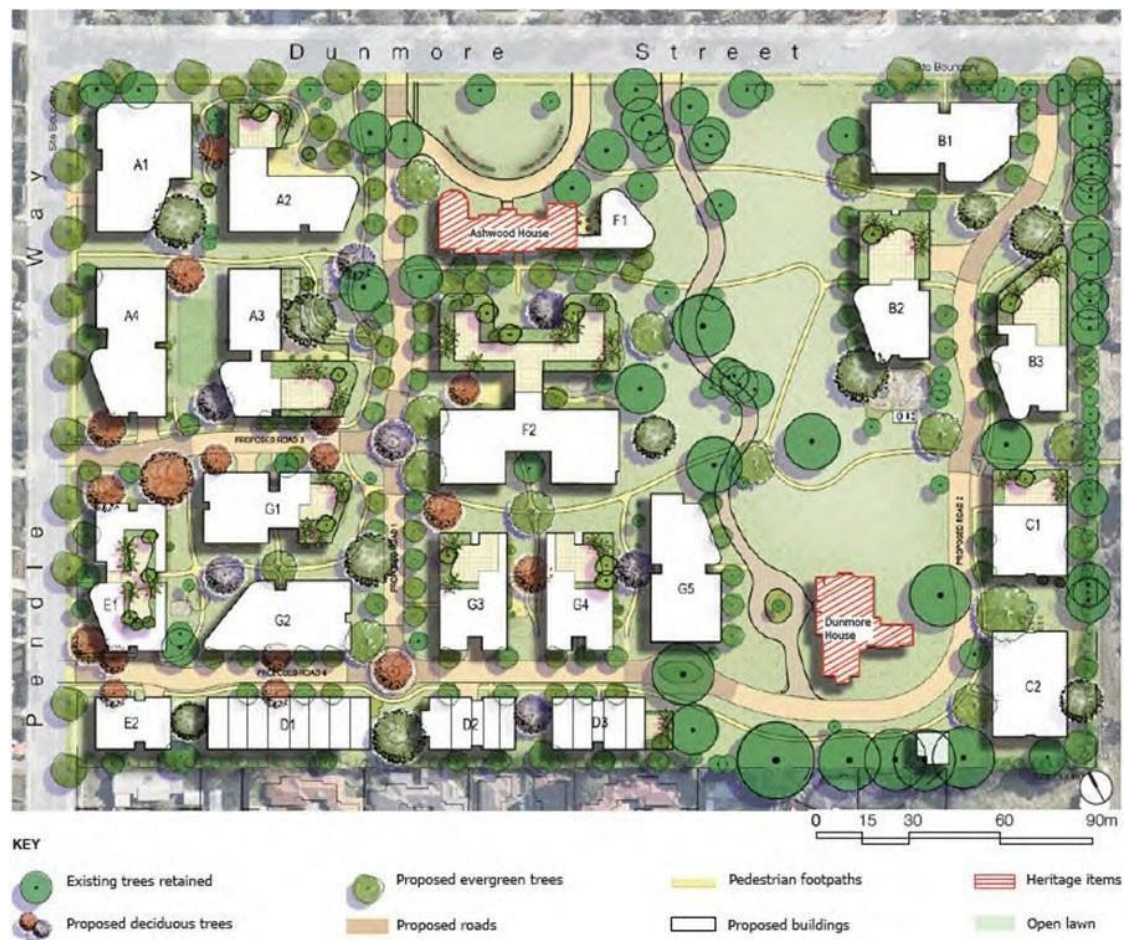 Dunmore Street
Site Boundary
Site Boundary
Pendle Way
A1
A2
A3
A4
Ashwood House
F1
B1
B2
B3
F2
PROPOSED ROAD 3
G1
E1
G2
PROPOSED ROAD 1
G3
G4
G5
Dunmore
House
PROPOSED ROAD 2
C1
C2
E2
D1
D2
D3
0 15 30 60 90m
KEY
Existing trees retained
Proposed evergreen trees
Pedestrian footpaths
Heritage items
Proposed deciduous trees
Proposed roads
Proposed buildings
Open lawn